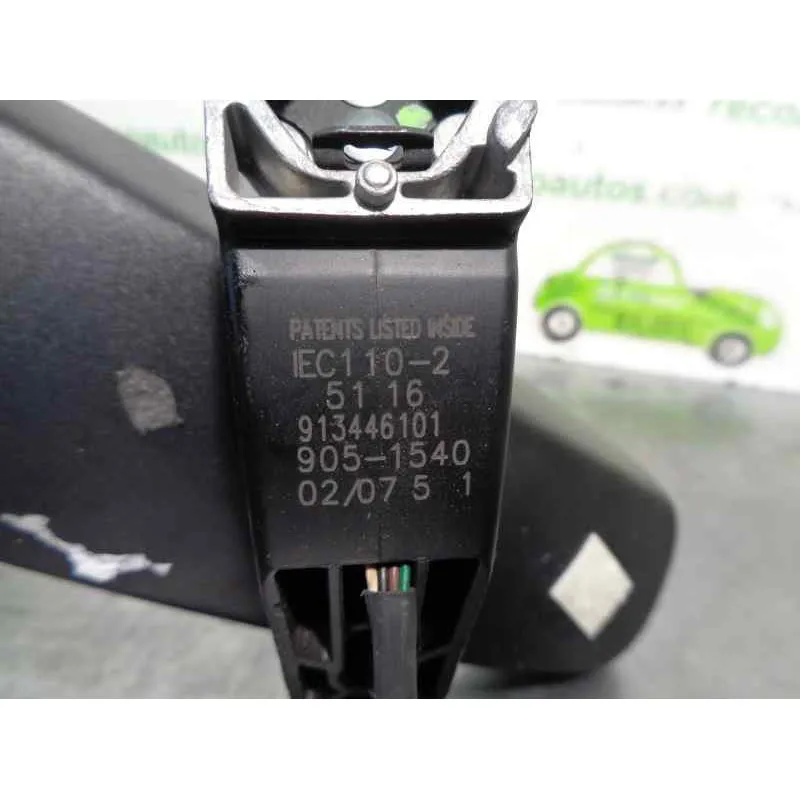 PATENTS LISTED INSIDE
IEC110-2
51 16
913446101
905-1540
02/07 5 1